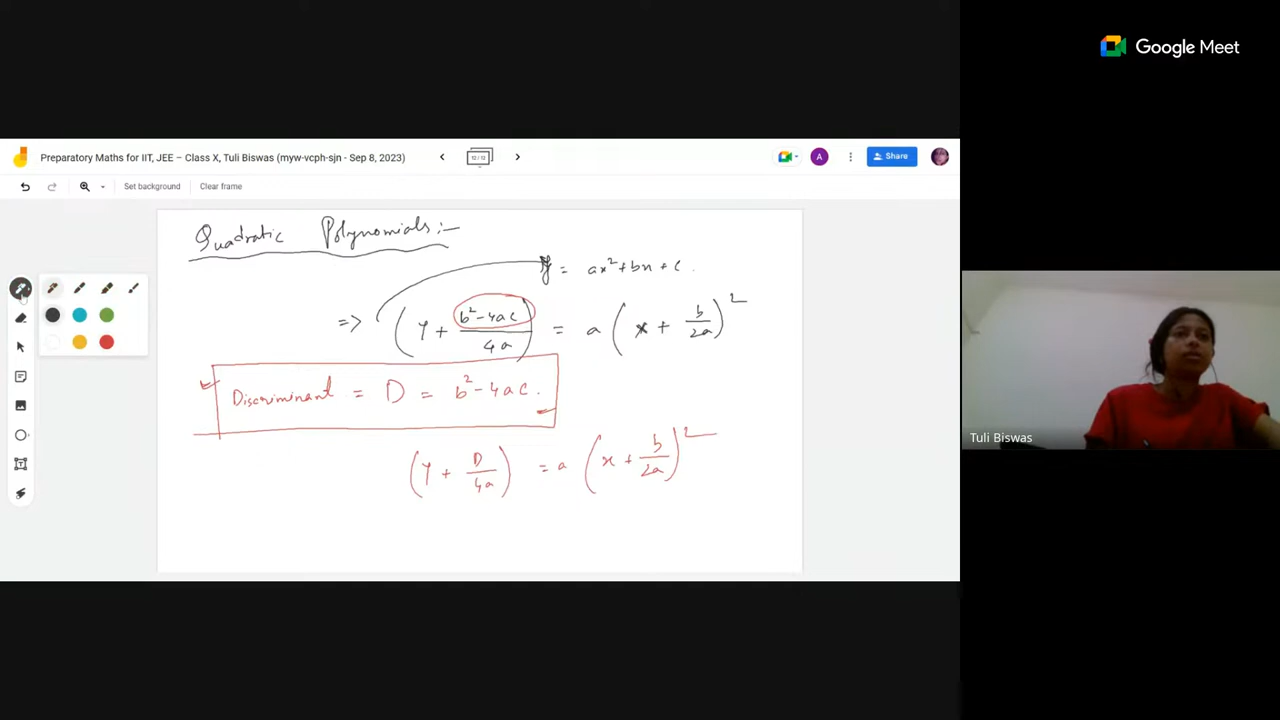 Google Meet
Preparatory Maths for IIT, JEE – Class X, Tuli Biswas (myw-vcph-sjn - Sep 8, 2023)
12 / 12
A
Share
Set background
Clear frame
Quadratic Polynomials :-
y = ax² + bx + c .
=> (y + (b² - 4ac)/4a) = a (x + b/2a)²
Discriminant = D = b² - 4ac .
(y + D/4a) = a (x + b/2a)²
Tuli Biswas